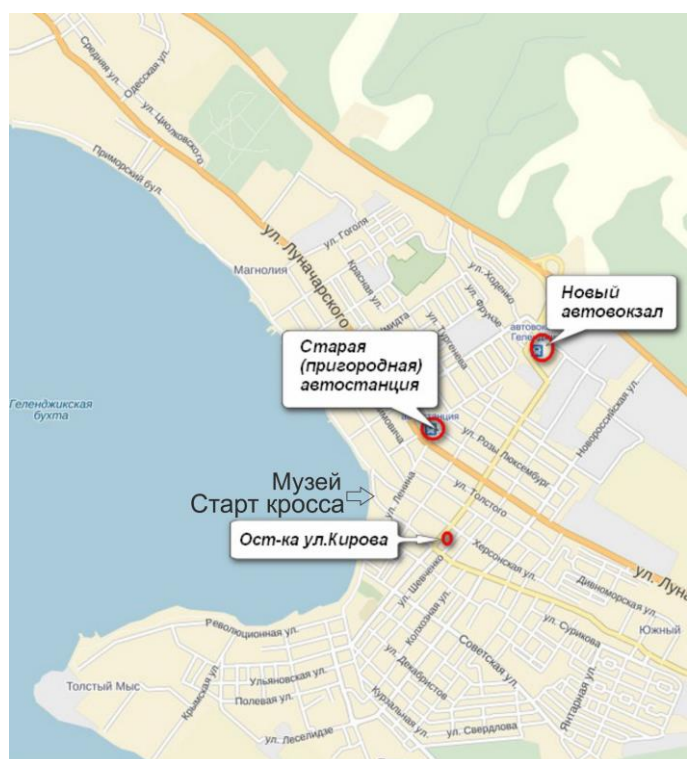 Средняя ул.
Одесская ул.
ул. Циолковского
Приморский бул.
ул. Гоголя
ул. Луначарского
Магнолия
Красная ул.
ул. Ходенко
ул. Фрунзе
ул. Тургенева
Новый
автовокзал
Старая
(пригородная)
автостанция
Новороссийская ул.
Геленджикская
бухта
ул. Розы Люксембург
Музей
Старт кросса
ул. Ленина
ул. Толстого
Ост-ка ул.Кирова
Херсонская ул.
ул. Шевченко
Дивноморская ул.
Колхозная ул.
Революционная ул.
ул. Сурикова
Южный
Советская ул.
Толстый Мыс
Крымская ул.
Ульяновская ул.
Полевая ул.
ул. Декабристов
Янтарная ул.
Курзальная ул.
ул. Свердлова
ул. Леселидзе